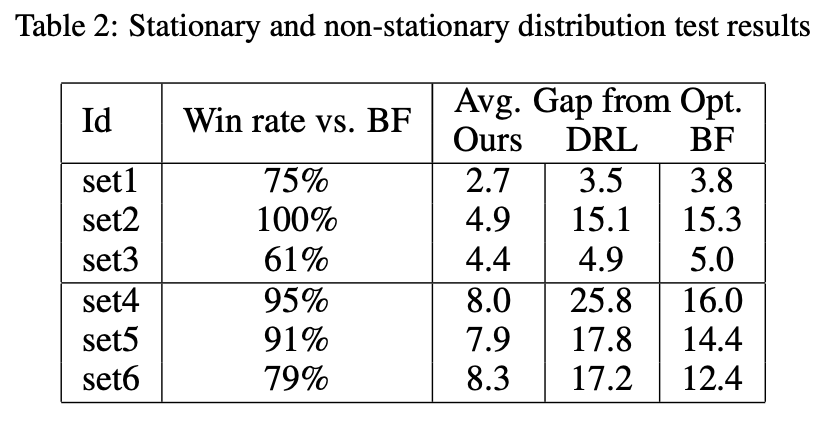 Table 2: Stationary and non-stationary distribution test results
Id Win rate vs. BF Avg. Gap from Opt.
Ours DRL BF
set1 75% 2.7 3.5 3.8
set2 100% 4.9 15.1 15.3
set3 61% 4.4 4.9 5.0
set4 95% 8.0 25.8 16.0
set5 91% 7.9 17.8 14.4
set6 79% 8.3 17.2 12.4